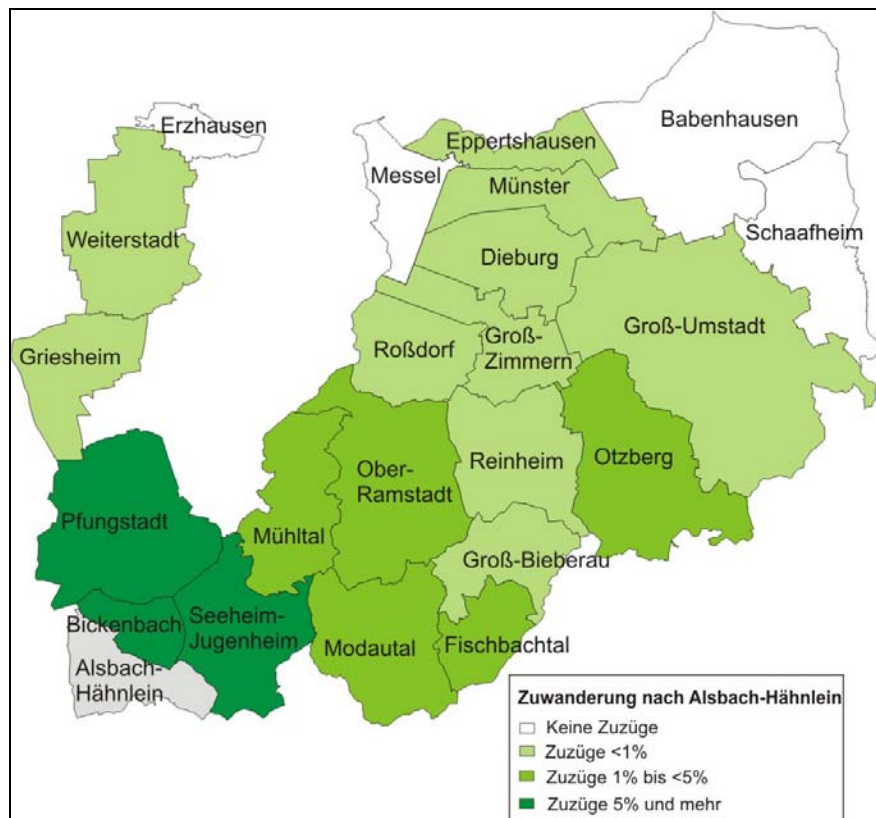 Erzhausen
Babenhausen
Eppertshausen
Messel
Münster
Schaafheim
Weiterstadt
Dieburg
Groß-Umstadt
Griesheim
Roßdorf
Groß-
Zimmern
Ober-
Ramstadt
Reinheim
Otzberg
Pfungstadt
Mühltal
Groß-Bieberau
Bickenbach
Seeheim-
Jugenheim
Modautal
Fischbachtal
Alsbach-
Hähnlein
Zuwanderung nach Alsbach-Hähnlein
Keine Zuzüge
Zuzüge <1%
Zuzüge 1% bis <5%
Zuzüge 5% und mehr